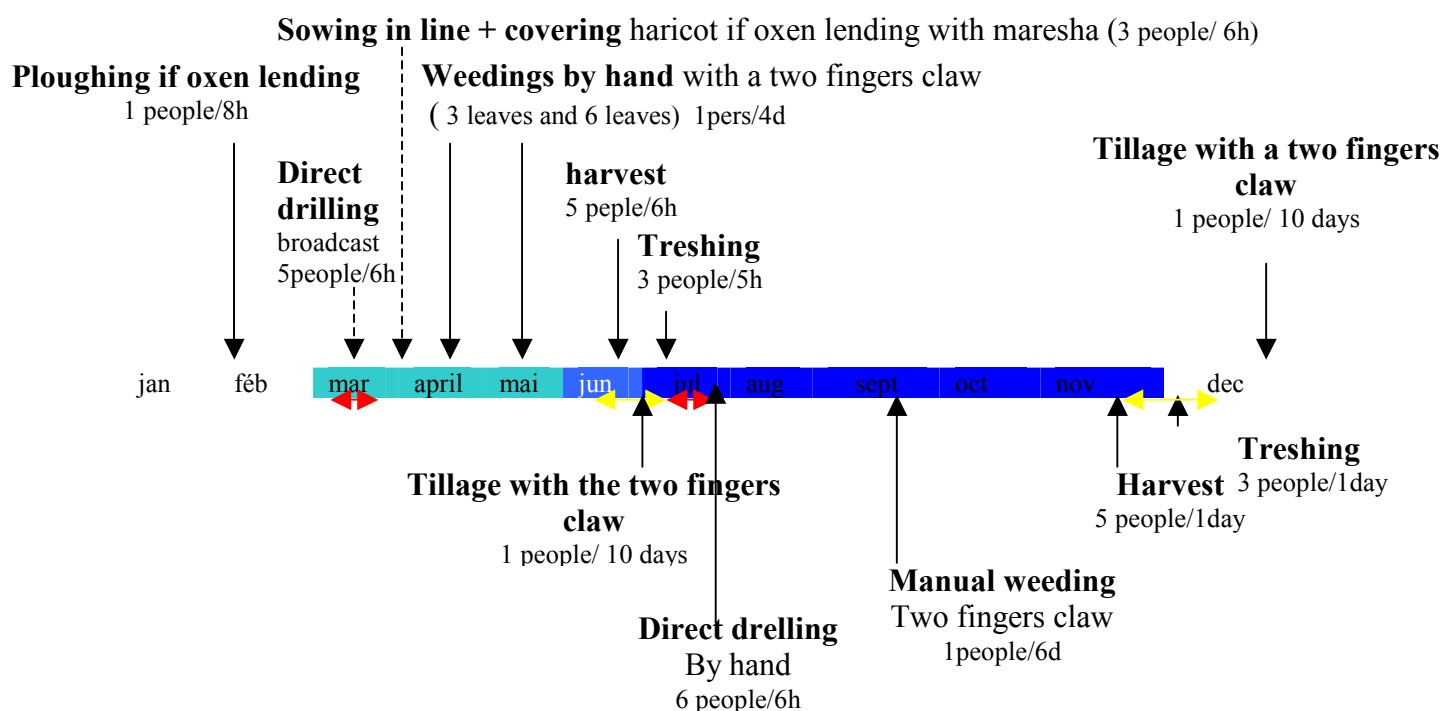 Sowing in line + covering haricot if oxen lending with maresha (3 people/ 6h)
Ploughing if oxen lending
1 people/8h
Weedings by hand with a two fingers claw
( 3 leaves and 6 leaves) 1pers/4d
Direct
drilling
broadcast
5people/6h
harvest
5 peple/6h
Treshing
3 people/5h
Tillage with a two fingers
claw
1 people/ 10 days
jan féb mar april mai jun jul aug sept oct nov dec
Tillage with the two fingers
claw
1 people/ 10 days
Direct drelling
By hand
6 people/6h
Manual weeding
Two fingers claw
1people/6d
Harvest
5 people/1day
Treshing
3 people/1day